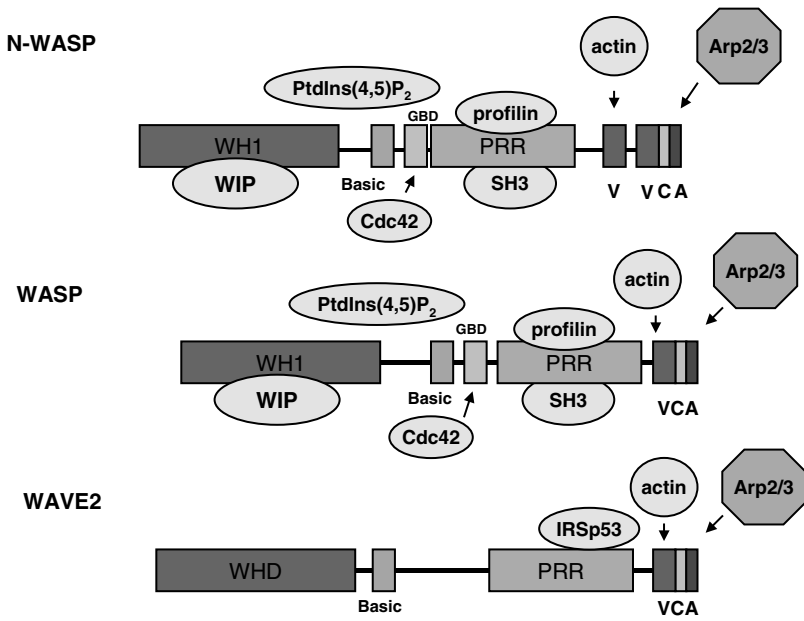 N-WASP
actin
Arp2/3
PtdIns(4,5)P2
GBD
profilin
WH1
PRR
WIP
Basic
SH3
V
V C A
Cdc42
WASP
actin
Arp2/3
PtdIns(4,5)P2
GBD
profilin
WH1
PRR
WIP
Basic
SH3
VCA
Cdc42
WAVE2
actin
Arp2/3
IRSp53
WHD
PRR
Basic
VCA